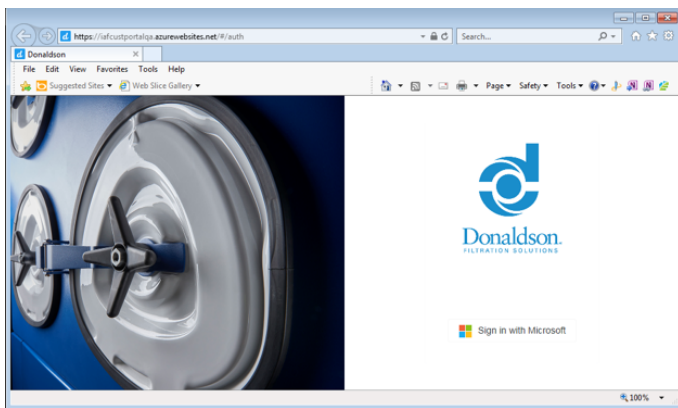 https://iafcustportalqa.azurewebsites.net/#/auth
Search...
Donaldson
File Edit View Favorites Tools Help
Suggested Sites Web Slice Gallery
Page Safety Tools
Donaldson.
FILTRATION SOLUTIONS
Sign in with Microsoft
100%